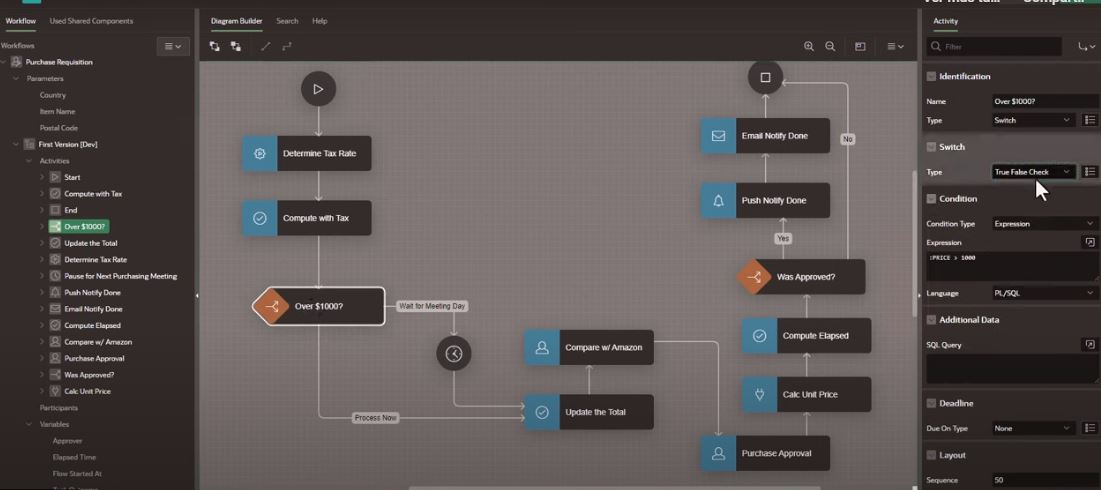 Workflow
Used Shared Components
Workflows
Purchase Requisition
Parameters
Country
Item Name
Postal Code
First Version [Dev]
Activities
Start
Compute with Tax
End
Over $1000?
Update the Total
Determine Tax Rate
Pause for Next Purchasing Meeting
Push Notify Done
Email Notify Done
Compute Elapsed
Compare w/ Amazon
Purchase Approval
Was Approved?
Calc Unit Price
Participants
Variables
Approver
Elapsed Time
Flow Started At
Diagram Builder
Search
Help
Determine Tax Rate
Compute with Tax
Over $1000?
Wait for Meeting Day
Process Now
Compare w/ Amazon
Update the Total
Email Notify Done
No
Push Notify Done
Yes
Was Approved?
Compute Elapsed
Calc Unit Price
Purchase Approval
Activity
Filter
Identification
Name Over $1000?
Type Switch
Switch
Type True False Check
Condition
Condition Type Expression
Expression
:PRICE > 1000
Language PL/SQL
Additional Data
SQL Query
Deadline
Due On Type None
Layout
Sequence 50